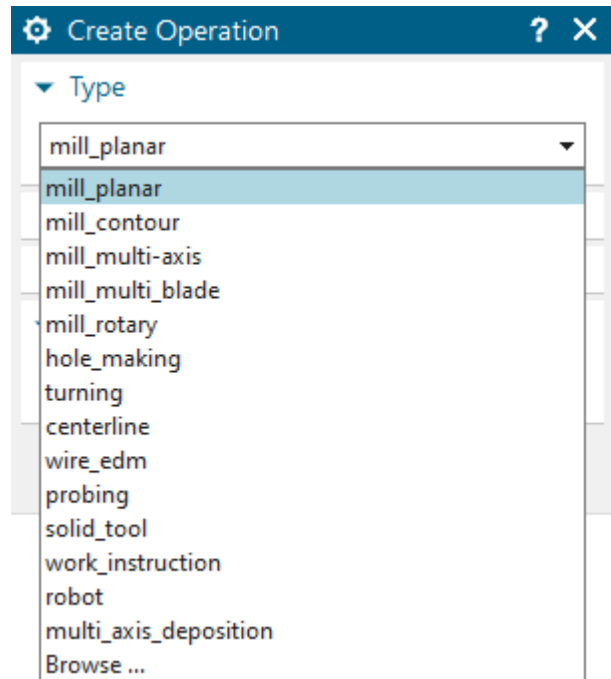 Create Operation ? X
Type
mill_planar
mill_planar
mill_contour
mill_multi-axis
mill_multi_blade
mill_rotary
hole_making
turning
centerline
wire_edm
probing
solid_tool
work_instruction
robot
multi_axis_deposition
Browse ...